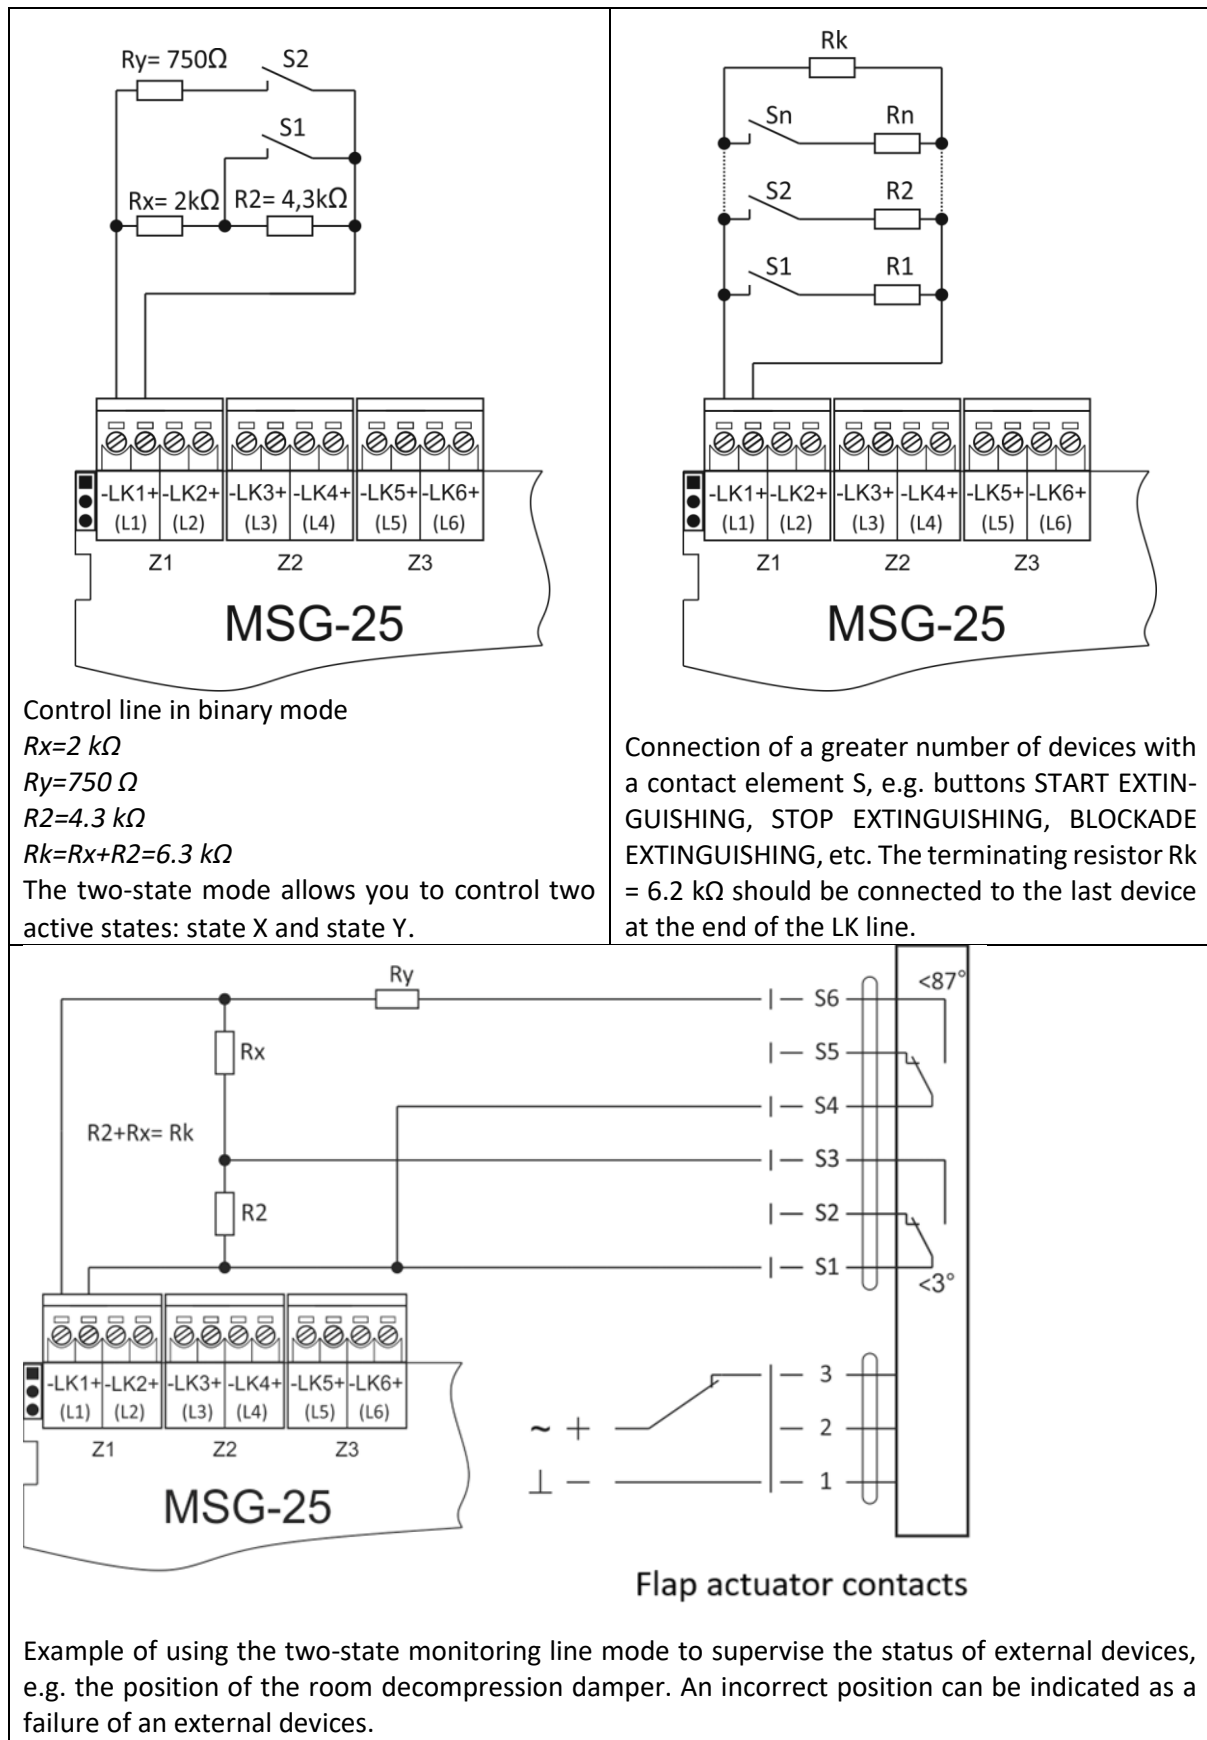 Ry= 750Ω
S2
S1
Rx= 2kΩ
R2= 4,3kΩ
-LK1+
-LK2+
-LK3+
-LK4+
-LK5+
-LK6+
(L1)
(L2)
(L3)
(L4)
(L5)
(L6)
Z1
Z2
Z3
MSG-25
Control line in binary mode
Rx=2 kΩ
Ry=750 Ω
R2=4.3 kΩ
Rk=Rx+R2=6.3 kΩ
The two-state mode allows you to control two
active states: state X and state Y.
Rk
Sn
Rn
S2
R2
S1
R1
-LK1+
-LK2+
-LK3+
-LK4+
-LK5+
-LK6+
(L1)
(L2)
(L3)
(L4)
(L5)
(L6)
Z1
Z2
Z3
MSG-25
Connection of a greater number of devices with
a contact element S, e.g. buttons START EXTIN-
GUISHING, STOP EXTINGUISHING, BLOCKADE
EXTINGUISHING, etc. The terminating resistor Rk
= 6.2 kΩ should be connected to the last device
at the end of the LK line.
Ry
S6
<87°
Rx
S5
S4
R2+Rx= Rk
S3
R2
S2
S1
<3°
-LK1+
-LK2+
-LK3+
-LK4+
-LK5+
-LK6+
(L1)
(L2)
(L3)
(L4)
(L5)
(L6)
Z1
Z2
Z3
MSG-25
3
~ +
2
⊥ −
1
Flap actuator contacts
Example of using the two-state monitoring line mode to supervise the status of external devices,
e.g. the position of the room decompression damper. An incorrect position can be indicated as a
failure of an external devices.